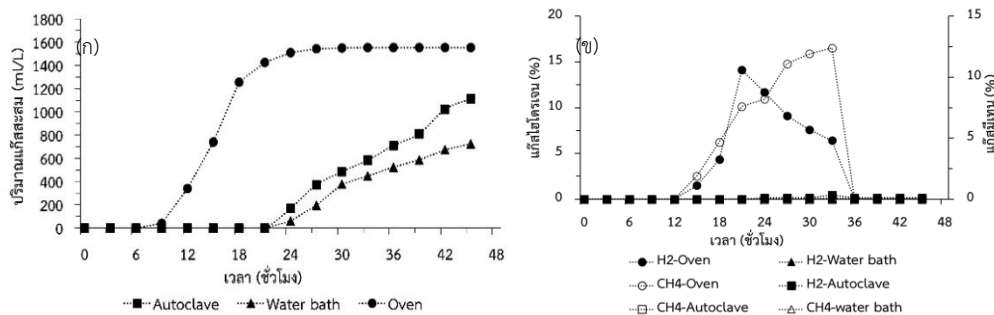 (ก)
ปริมาณแก๊สสะสม (ml/L)
1800
1600
1400
1200
1000
800
600
400
200
0
0 6 12 18 24 30 36 42 48
เวลา (ชั่วโมง)
Autoclave Water bath Oven
(ข)
แก๊สไฮโดรเจน (%)
20
15
10
5
0
แก๊สมีเทน (%)
15
10
5
0
0 6 12 18 24 30 36 42 48
เวลา (ชั่วโมง)
H2-Oven H2-Water bath
CH4-Oven H2-Autoclave
CH4-Autoclave CH4-water bath